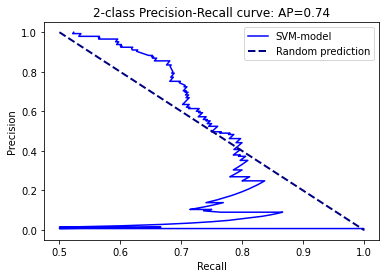 2-class Precision-Recall curve: AP=0.74
SVM-model
Random prediction
Precision
1.0
0.8
0.6
0.4
0.2
0.0
0.5
0.6
0.7
0.8
0.9
1.0
Recall